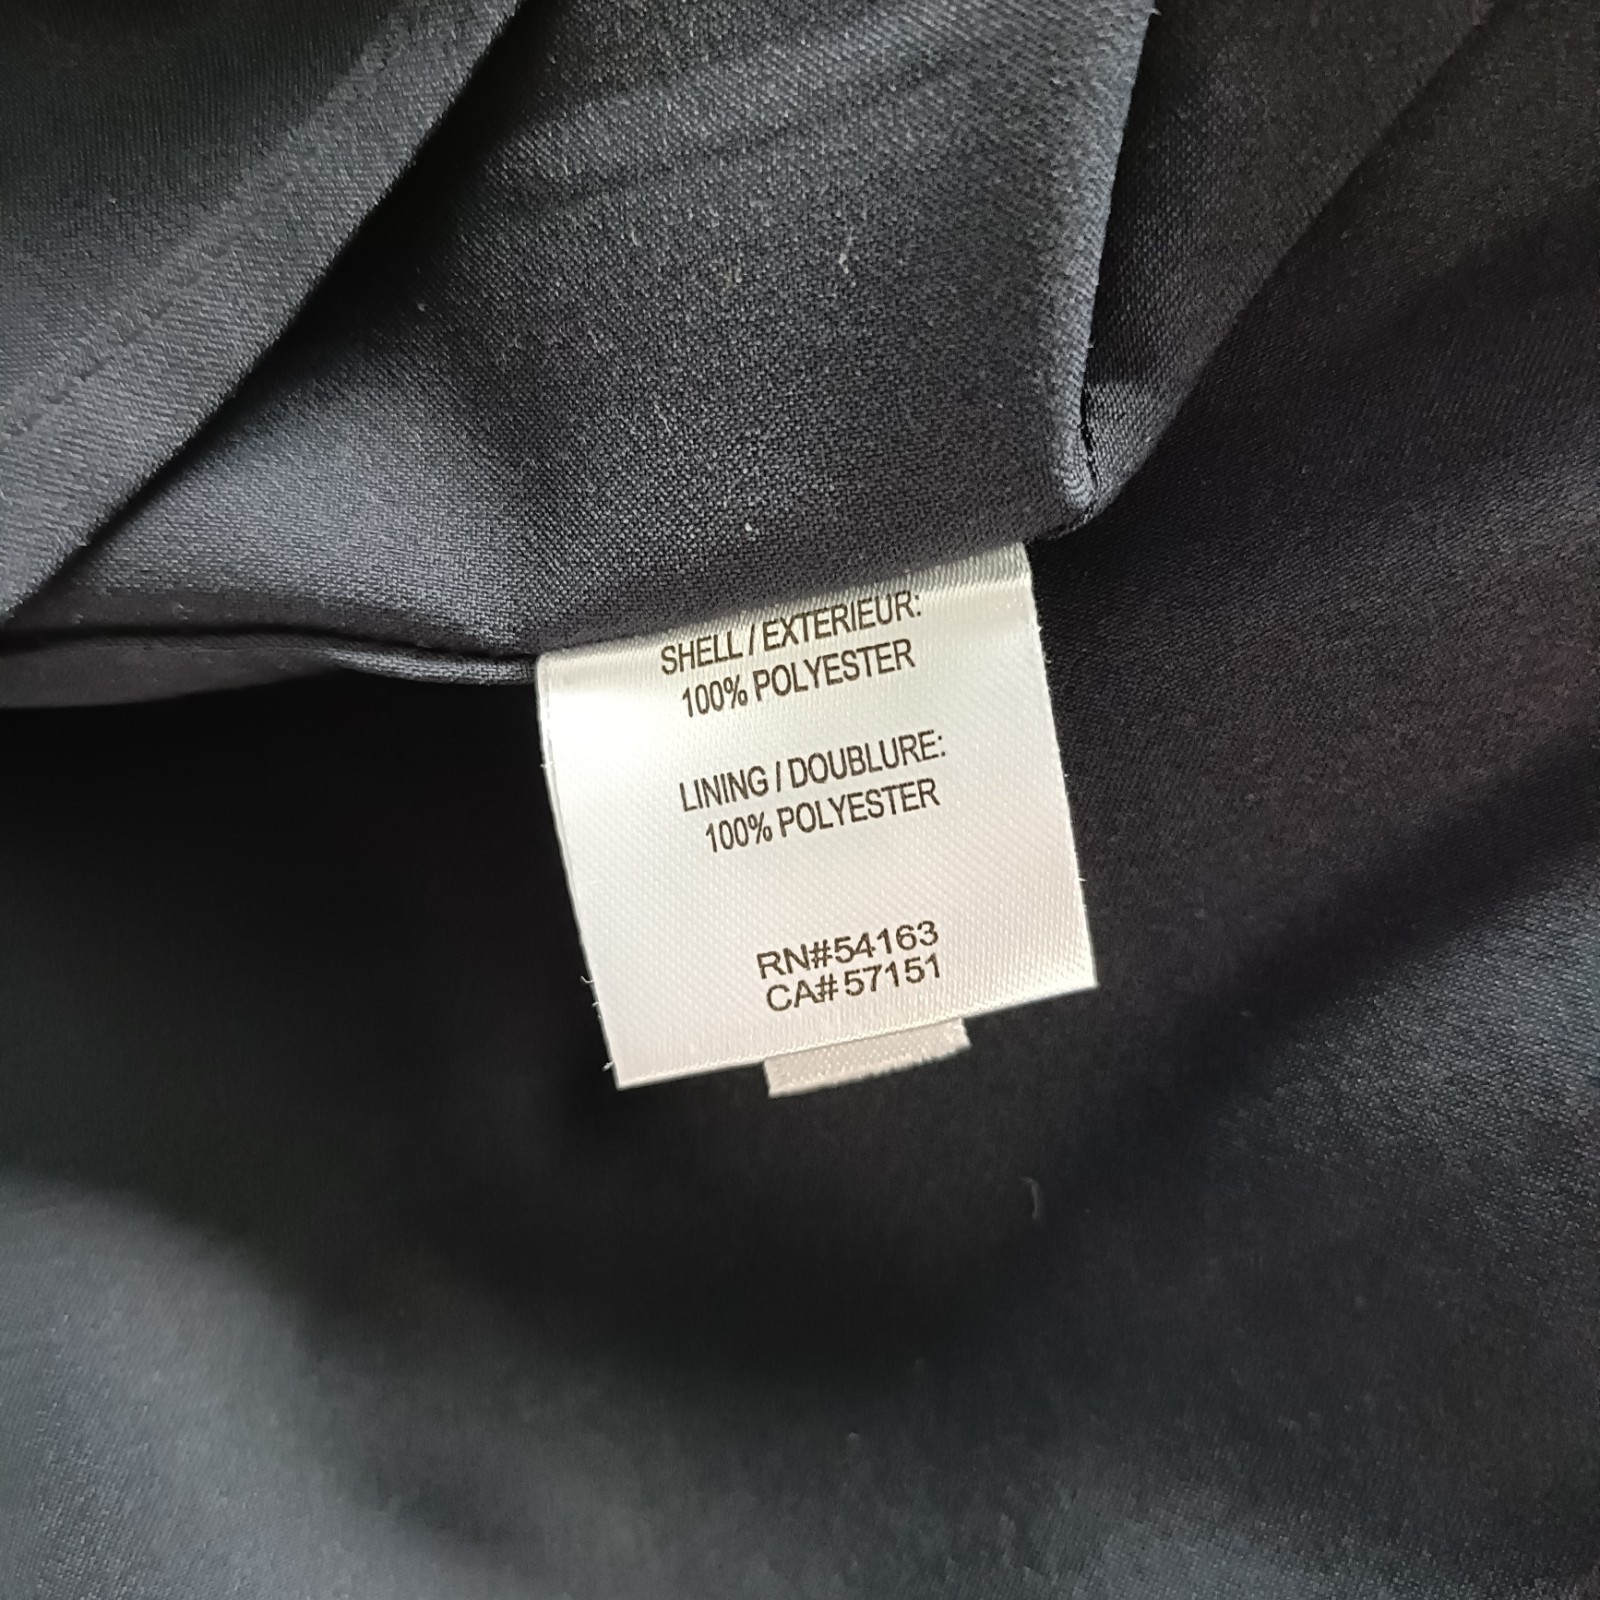 SHELL / EXTERIEUR:
100% POLYESTER
LINING / DOUBLURE:
100% POLYESTER
RN#54163
CA#57151